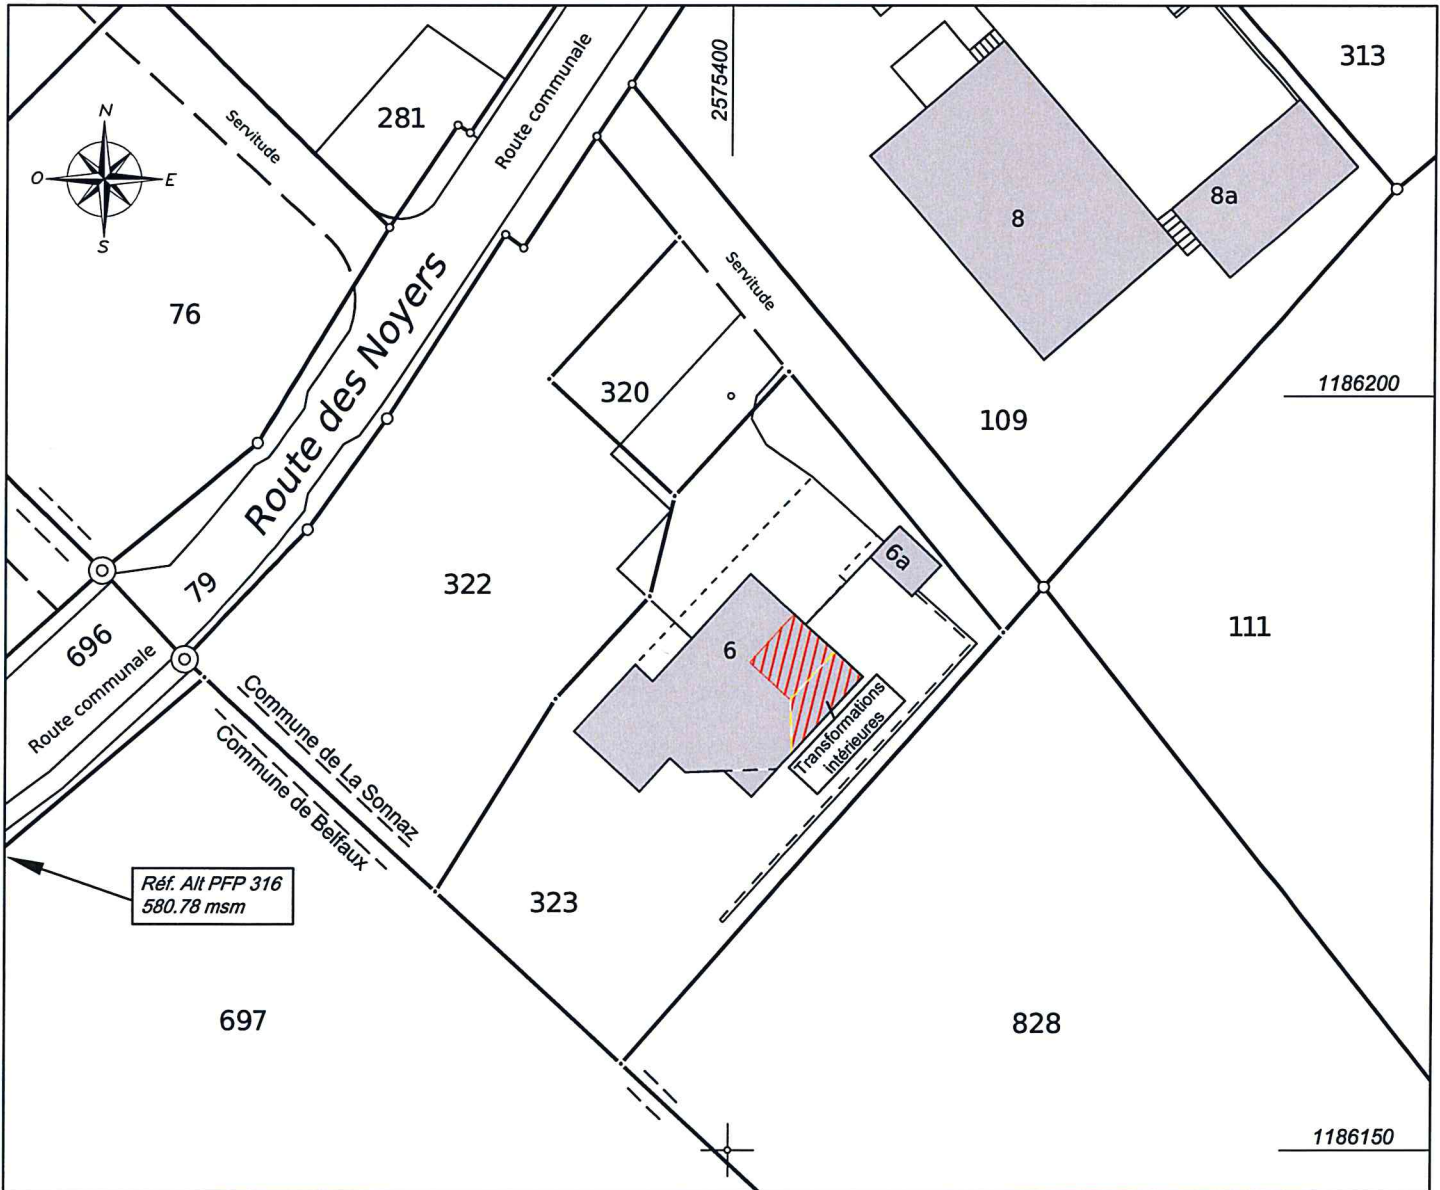 313
2575400
Route communale
281
N
O
E
S
Servitude
8a
8
76
Servitude
Route des Noyers
1186200
320
109
6a
322
79
111
696
6
Route communale
Commune de La Sonnaz
Commune de Belfaux
Transformations
intérieures
Réf. Alt PFP 316
580.78 msm
323
697
828
1186150